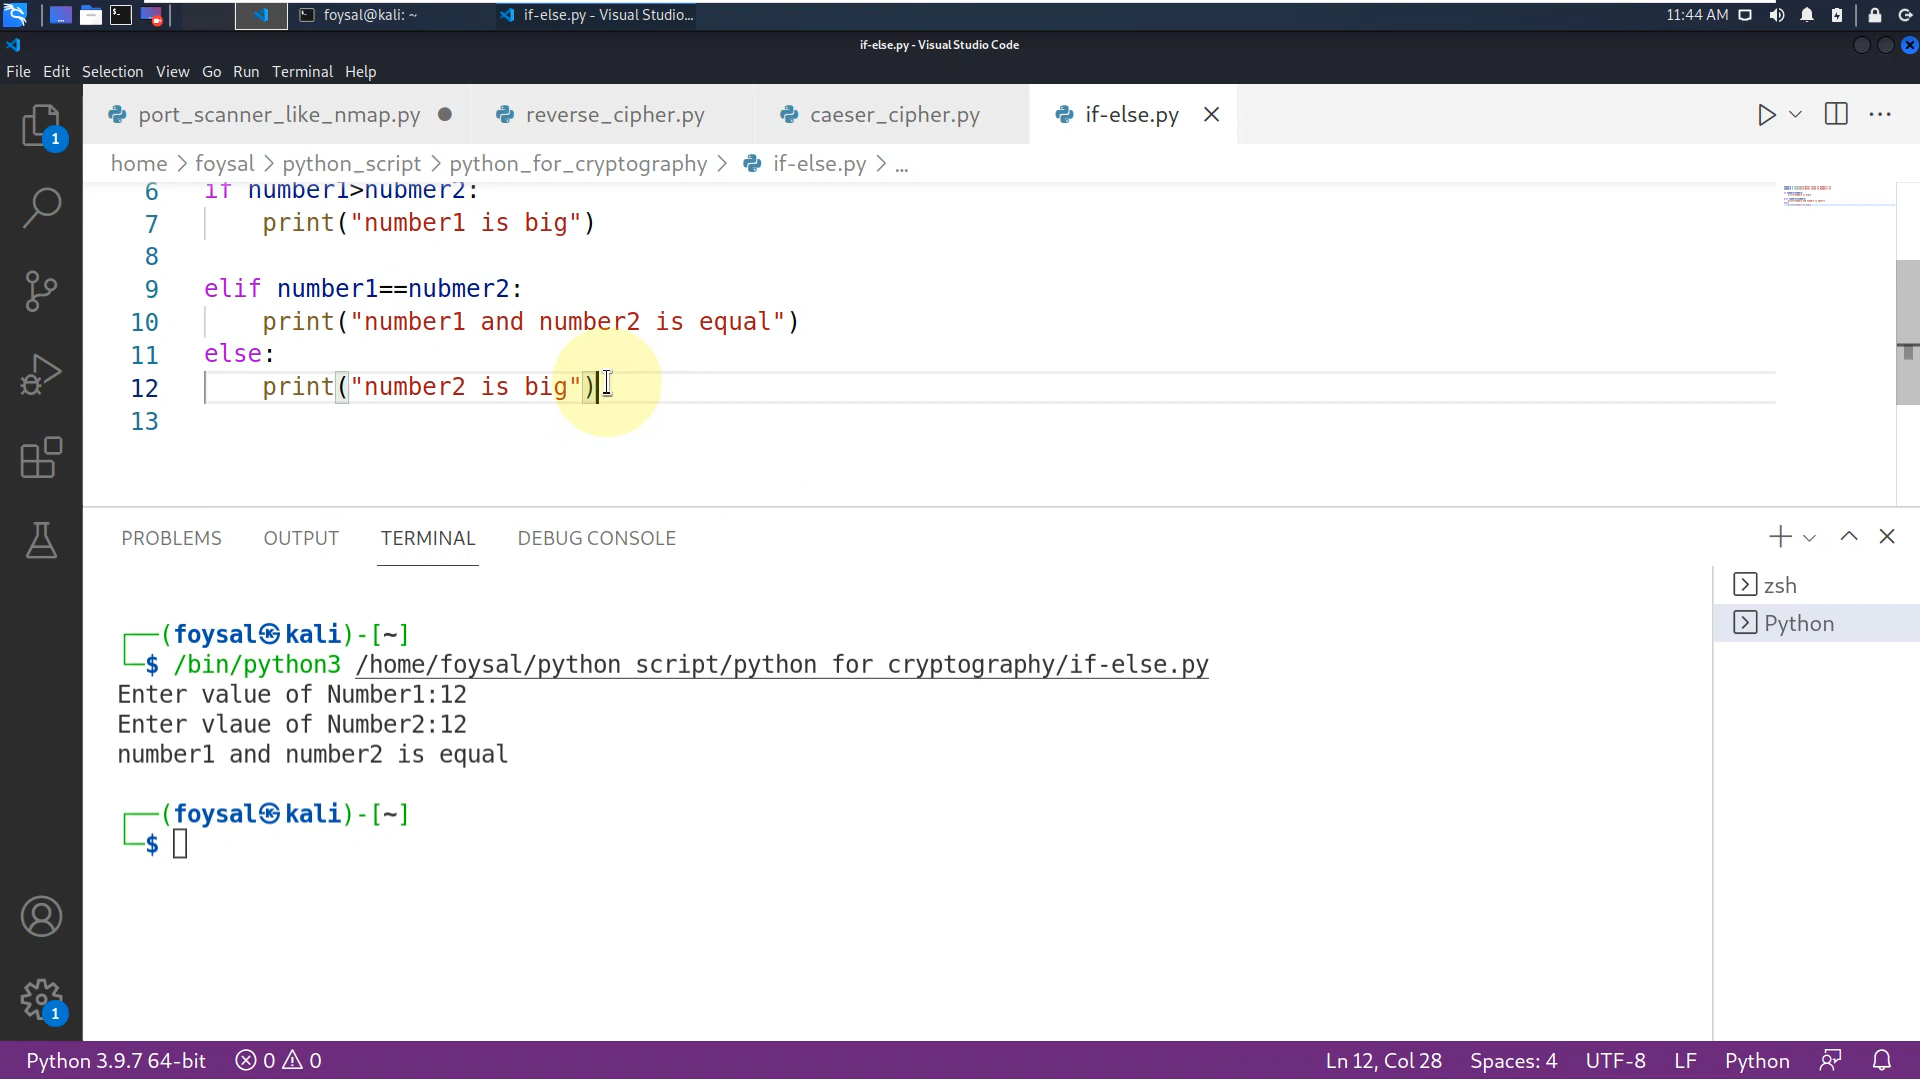 foysal@kali: ~
if-else.py - Visual Studio...
11:44 AM
if-else.py - Visual Studio Code
File Edit Selection View Go Run Terminal Help
port_scanner_like_nmap.py
reverse_cipher.py
caeser_cipher.py
if-else.py
1
home > foysal > python_script > python_for_cryptography > if-else.py > ...
6 if number1>nubmer2:
7 print("number1 is big")
8
9 elif number1==nubmer2:
10 print("number1 and number2 is equal")
11 else:
12 print("number2 is big")
13
PROBLEMS OUTPUT TERMINAL DEBUG CONSOLE
zsh
Python
┌──(foysal㉿kali)-[~]
└─$ /bin/python3 /home/foysal/python script/python for cryptography/if-else.py
Enter value of Number1:12
Enter vlaue of Number2:12
number1 and number2 is equal
┌──(foysal㉿kali)-[~]
└─$
1
Python 3.9.7 64-bit 0 0 Ln 12, Col 28 Spaces: 4 UTF-8 LF Python